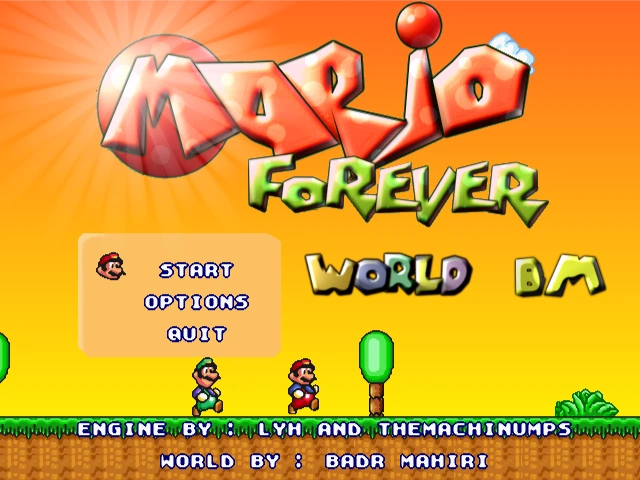 MARIO
FOREVER
WORLD BM
START
OPTIONS
QUIT
ENGINE BY : LYH AND THEMACHINUMPS
WORLD BY : BADR MAHIRI